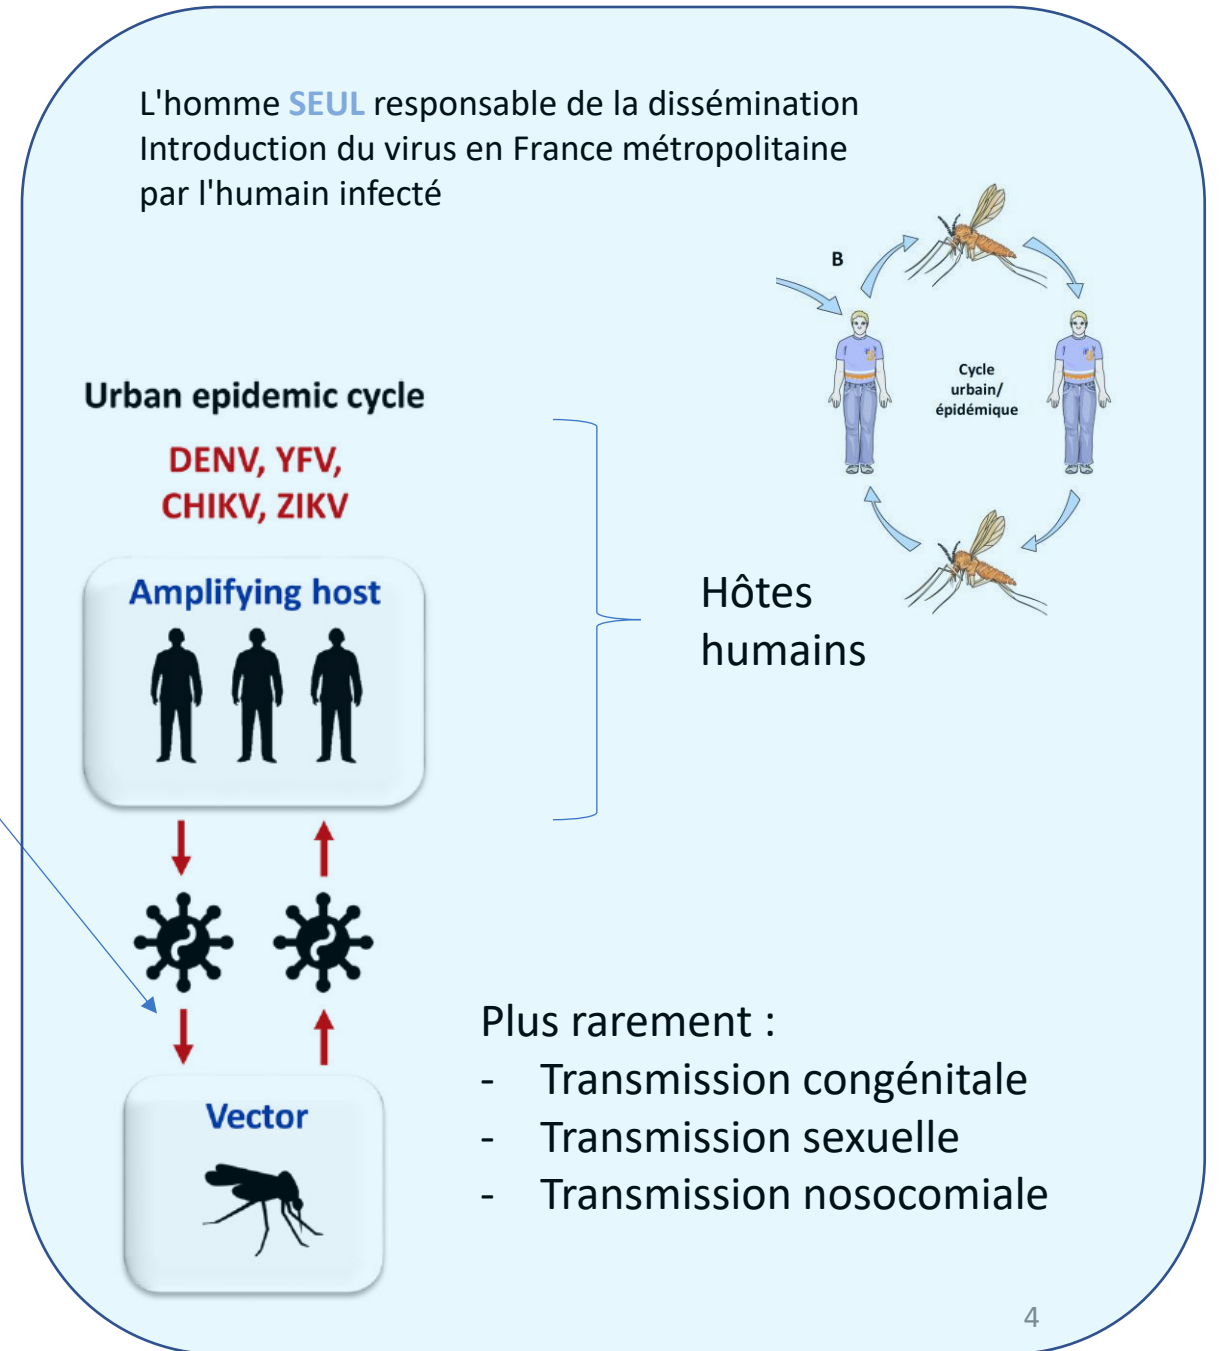 L'homme SEUL responsable de la dissémination
Introduction du virus en France métropolitaine
par l'humain infecté
B
Cycle
urbain/
épidémique
Urban epidemic cycle
DENV, YFV,
CHIKV, ZIKV
Amplifying host
Hôtes
humains
Plus rarement :
- Transmission congénitale
- Transmission sexuelle
- Transmission nosocomiale
Vector
4